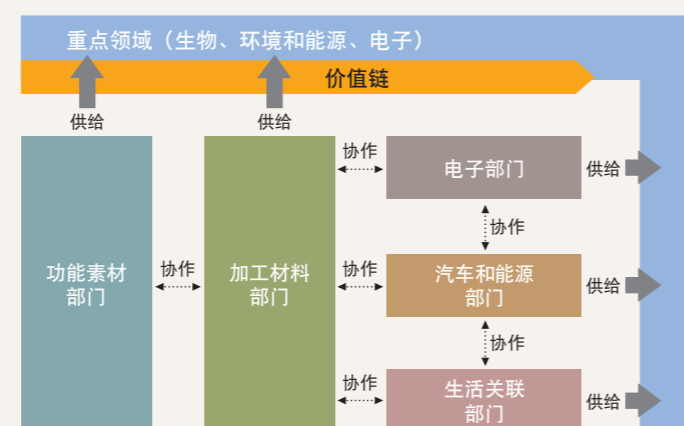 重点领域（生物、环境和能源、电子）
价值链
供给
供给
协作
电子部门
供给
协作
功能素材
部门
协作
加工材料
部门
协作
汽车和能源
部门
供给
协作
协作
生活关联
部门
供给